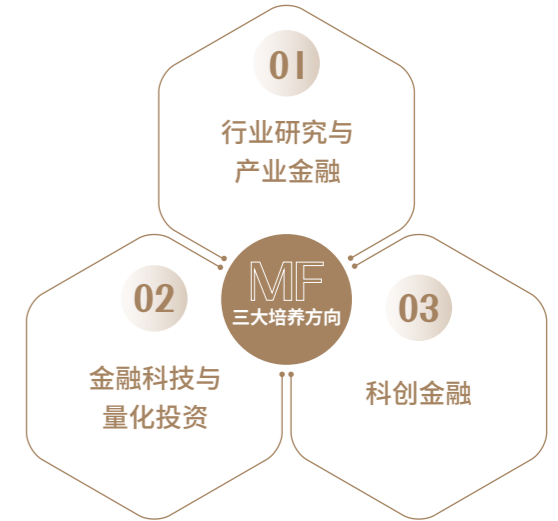 01
行业研究与
产业金融
MF
三大培养方向
02
金融科技与
量化投资
03
科创金融